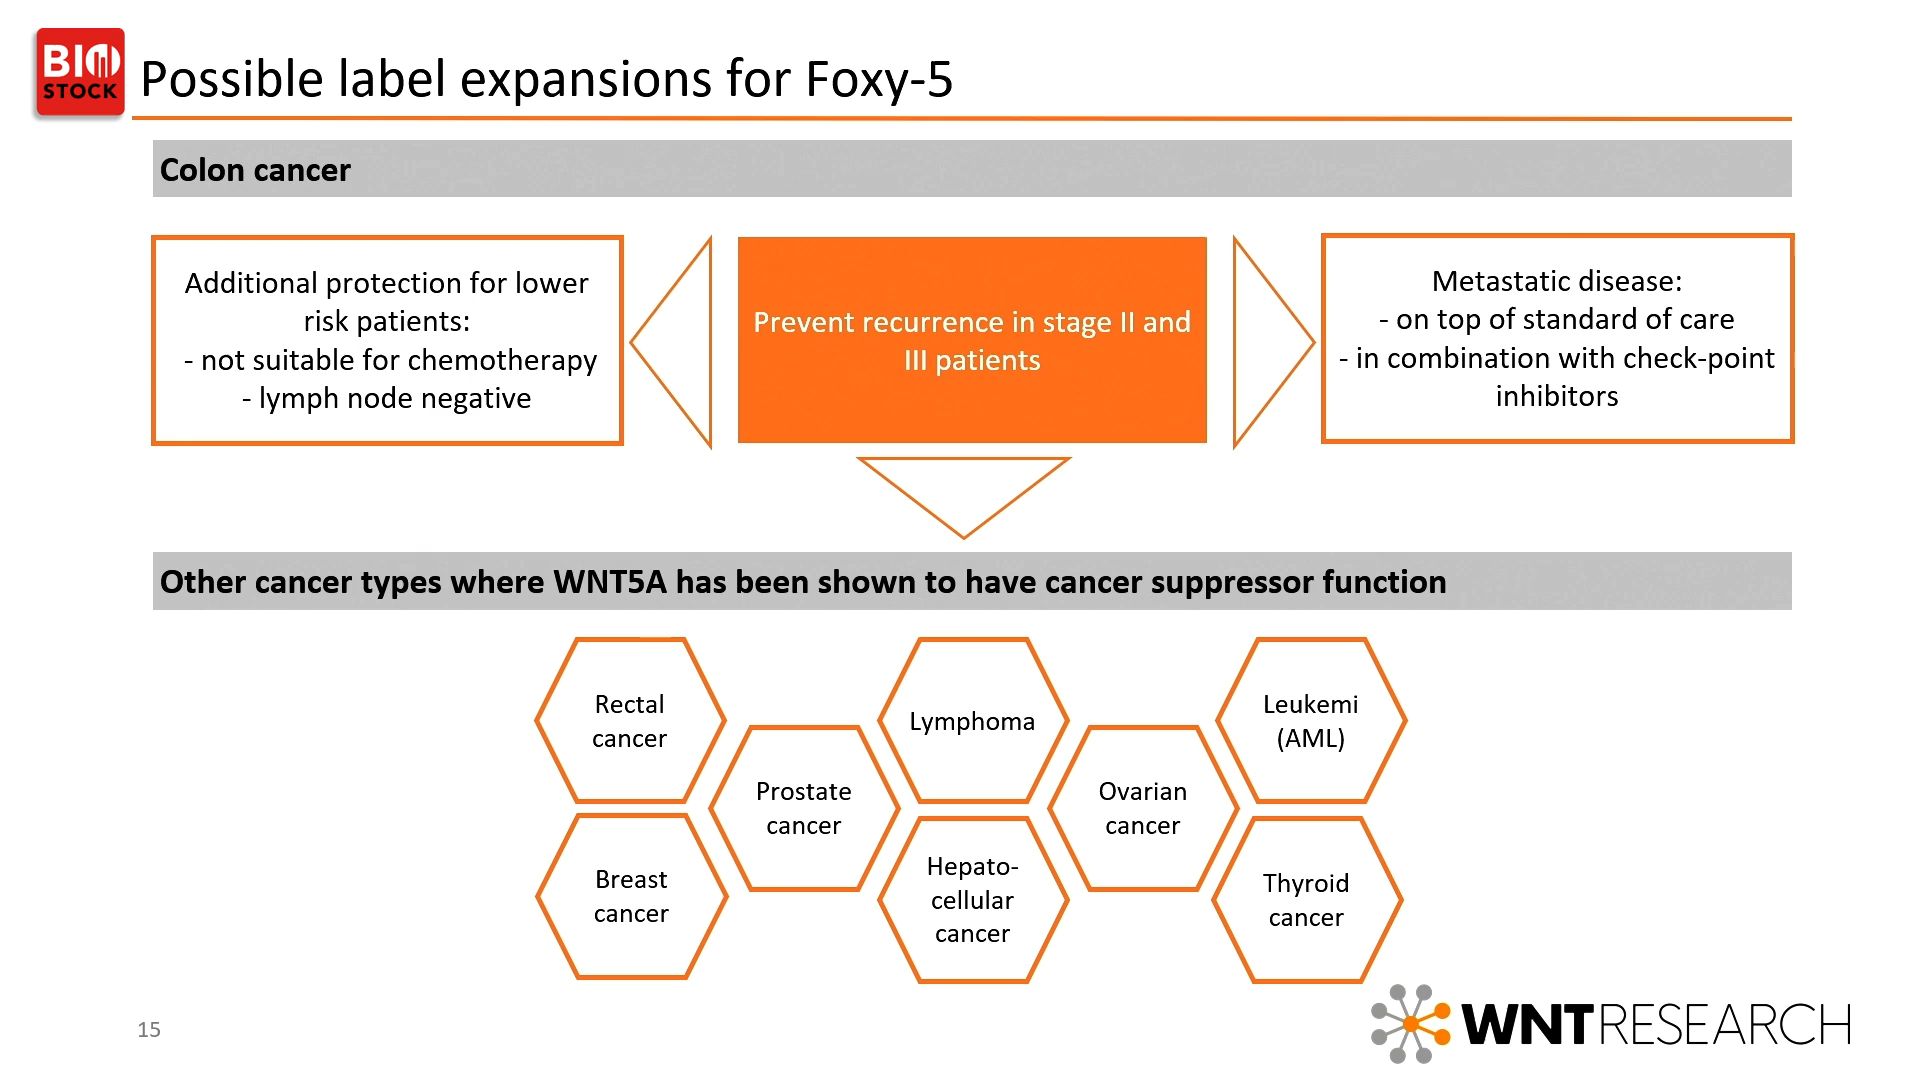 BIO
STOCK
Possible label expansions for Foxy-5
Colon cancer
Additional protection for lower
risk patients:
- not suitable for chemotherapy
- lymph node negative
Prevent recurrence in stage II and
III patients
Metastatic disease:
- on top of standard of care
- in combination with check-point
inhibitors
Other cancer types where WNT5A has been shown to have cancer suppressor function
Rectal
cancer
Prostate
cancer
Lymphoma
Ovarian
cancer
Leukemi
(AML)
Breast
cancer
Hepato-
cellular
cancer
Thyroid
cancer
15
WNTRESEARCH